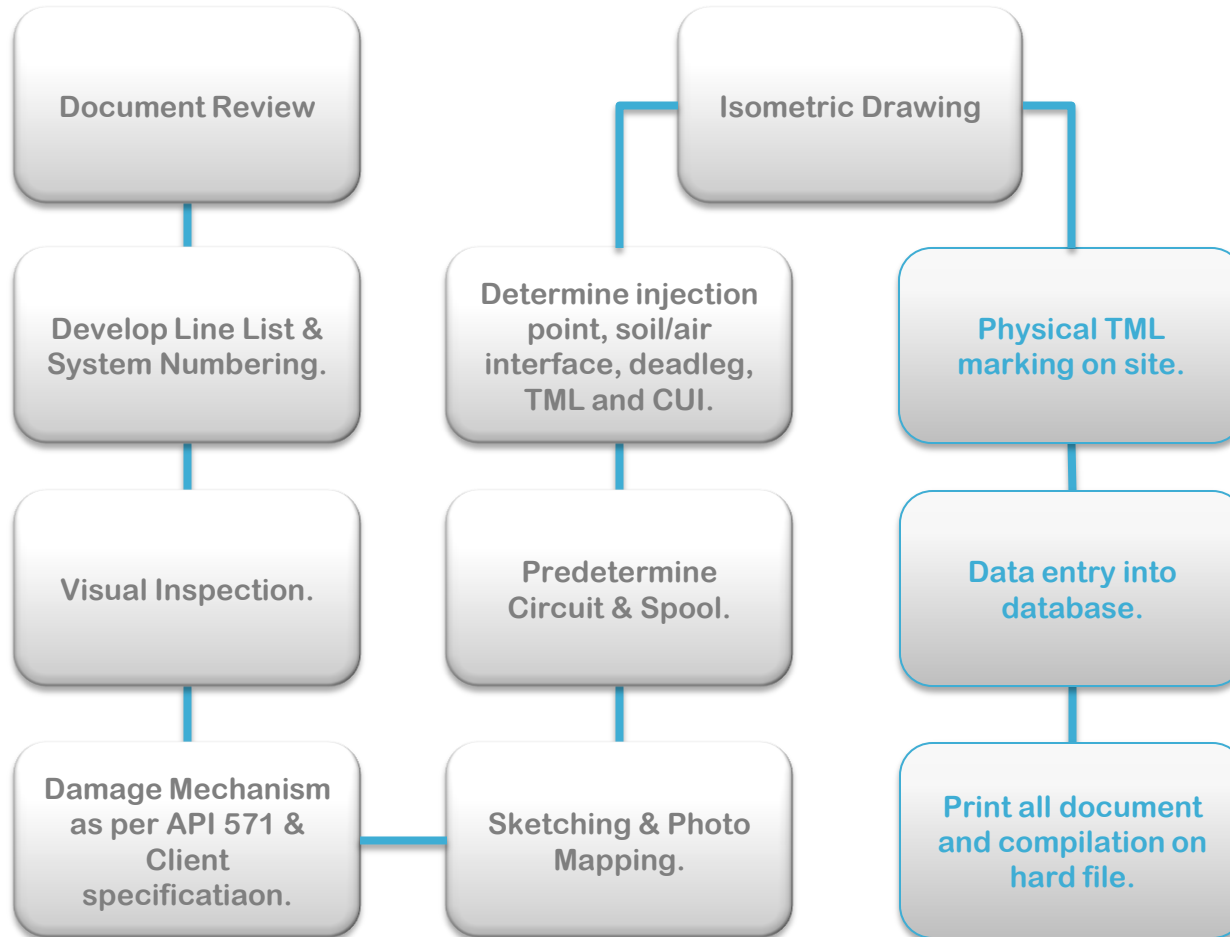 Document Review
Develop Line List &
System Numbering.
Visual Inspection.
Damage Mechanism
as per API 571 &
Client
specificatiaon.
Sketching & Photo
Mapping.
Predetermine
Circuit & Spool.
Determine injection
point, soil/air
interface, deadleg,
TML and CUI.
Isometric Drawing
Physical TML
marking on site.
Data entry into
database.
Print all document
and compilation on
hard file.